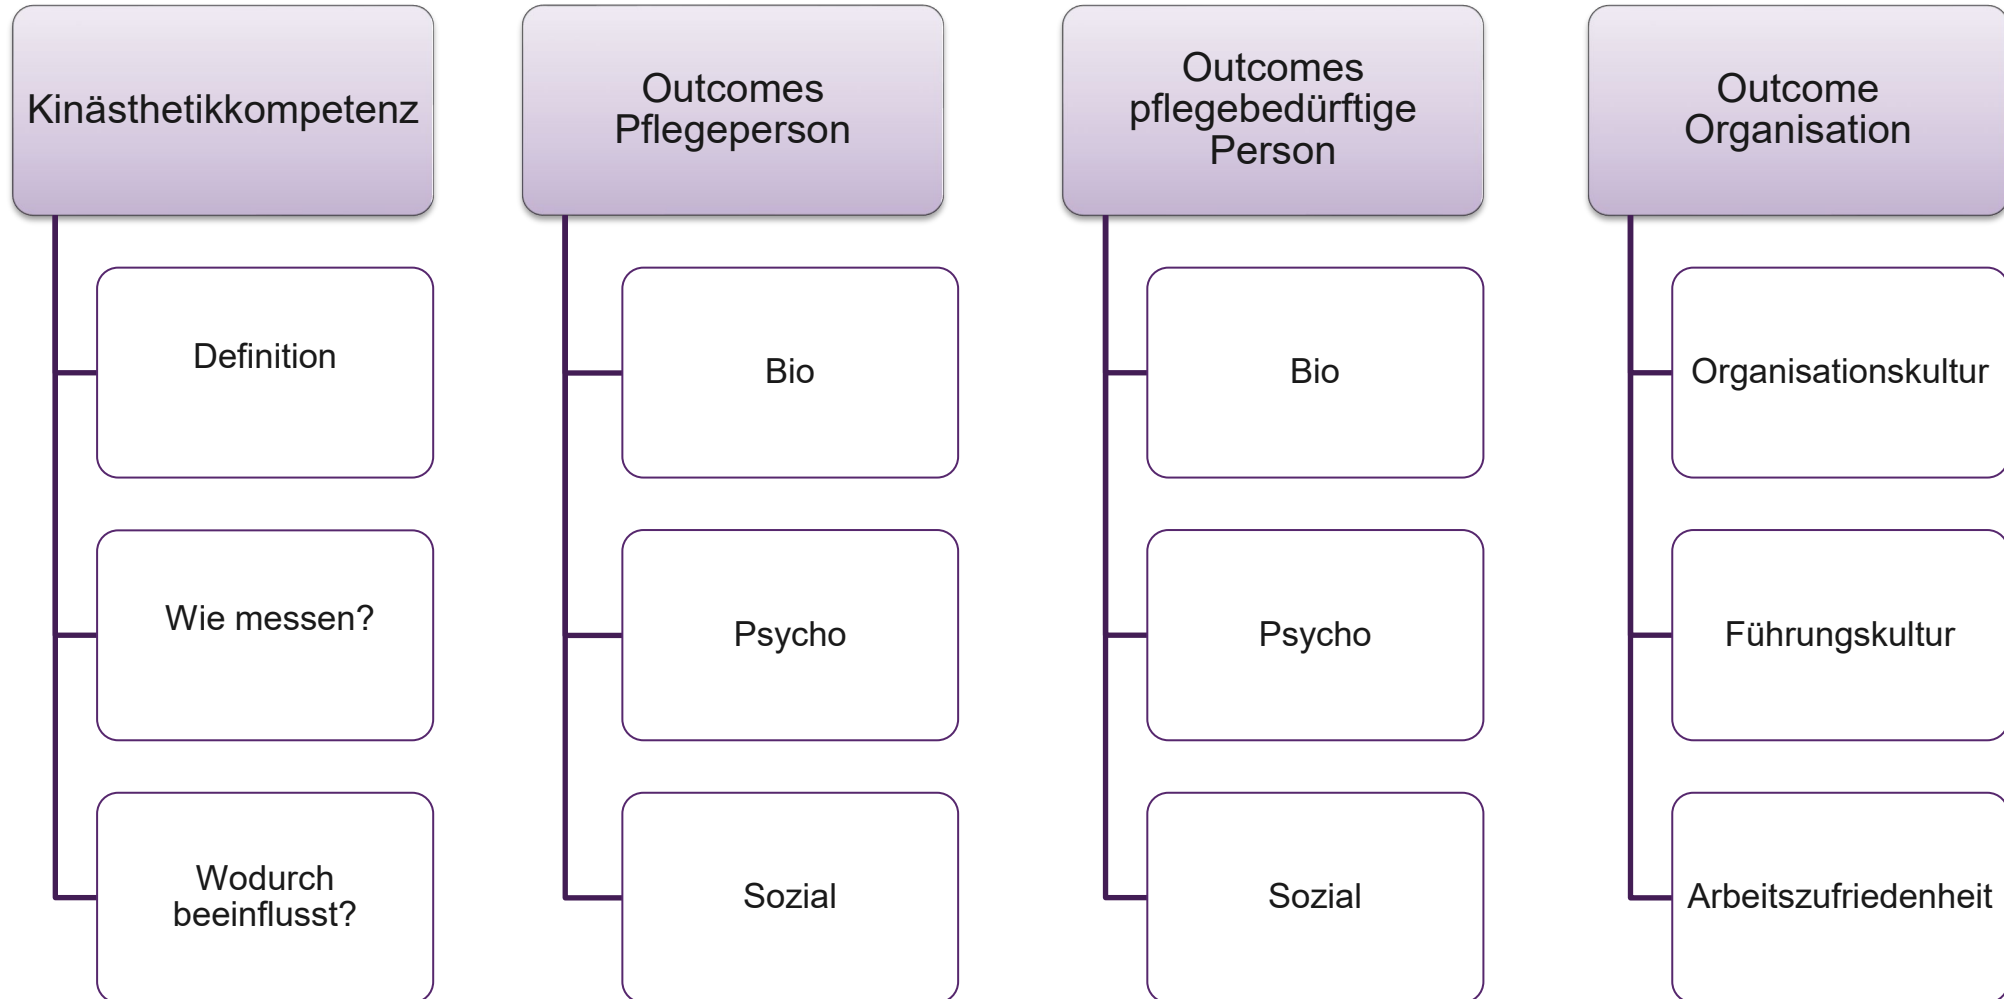 Kinästhetikkompetenz
Definition
Wie messen?
Wodurch
beeinflusst?
Outcomes
Pflegeperson
Bio
Psycho
Sozial
Outcomes
pflegebedürftige
Person
Bio
Psycho
Sozial
Outcome
Organisation
Organisationskultur
Führungskultur
Arbeitszufriedenheit